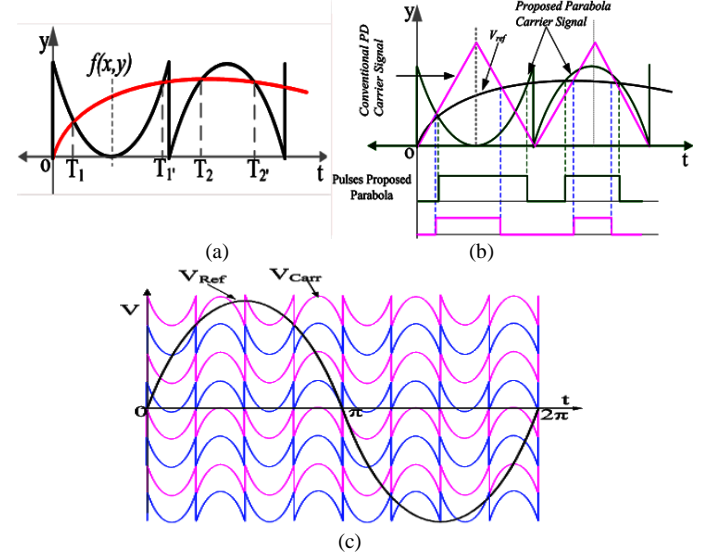 y
f(x,y)
0
T1
T1'
T2
T2'
t
(a)
Conventional PD
Carrier Signal
y
Vref
Proposed Parabola
Carrier Signal
0
t
Pulses Proposed
Parabola
(b)
VRef
VCarr
V
0
π
t
2π
(c)